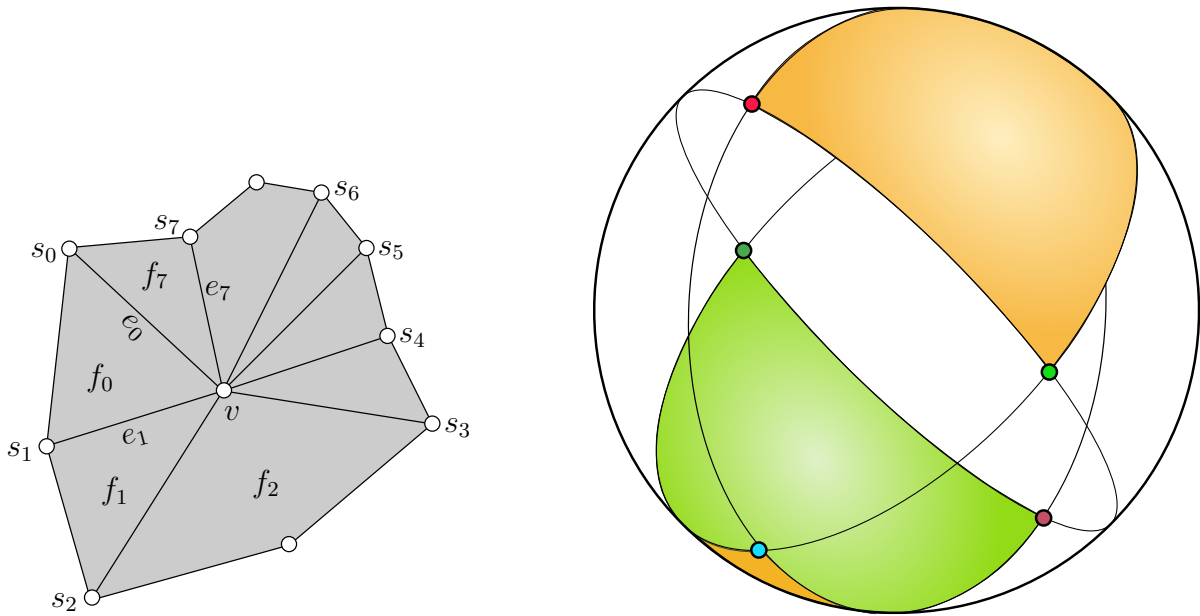 s₆
s₇
s₀
s₅
f₇
e₇
e₀
s₄
f₀
v
s₃
e₁
s₁
f₁
f₂
s₂